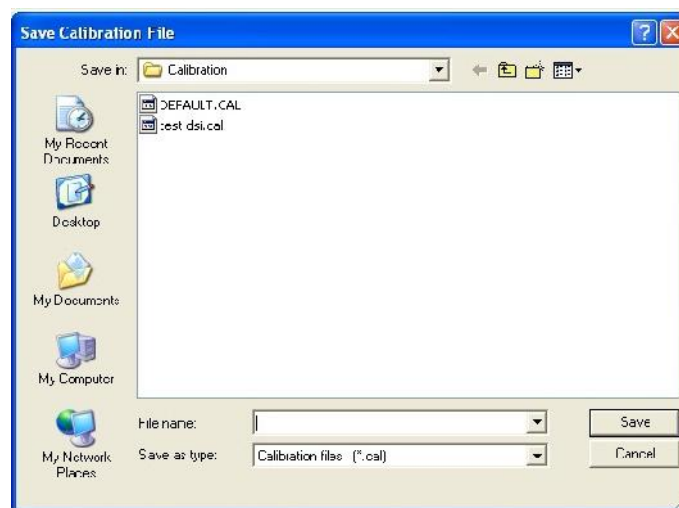 Save Calibration File
Save in:
Calibration
DEFAULT.CAL
test dsi.cal
My Recent
Documents
Desktop
My Documents
My Computer
My Network
Places
File name:
Save
Save as type:
Calibration files (*.cal)
Cancel